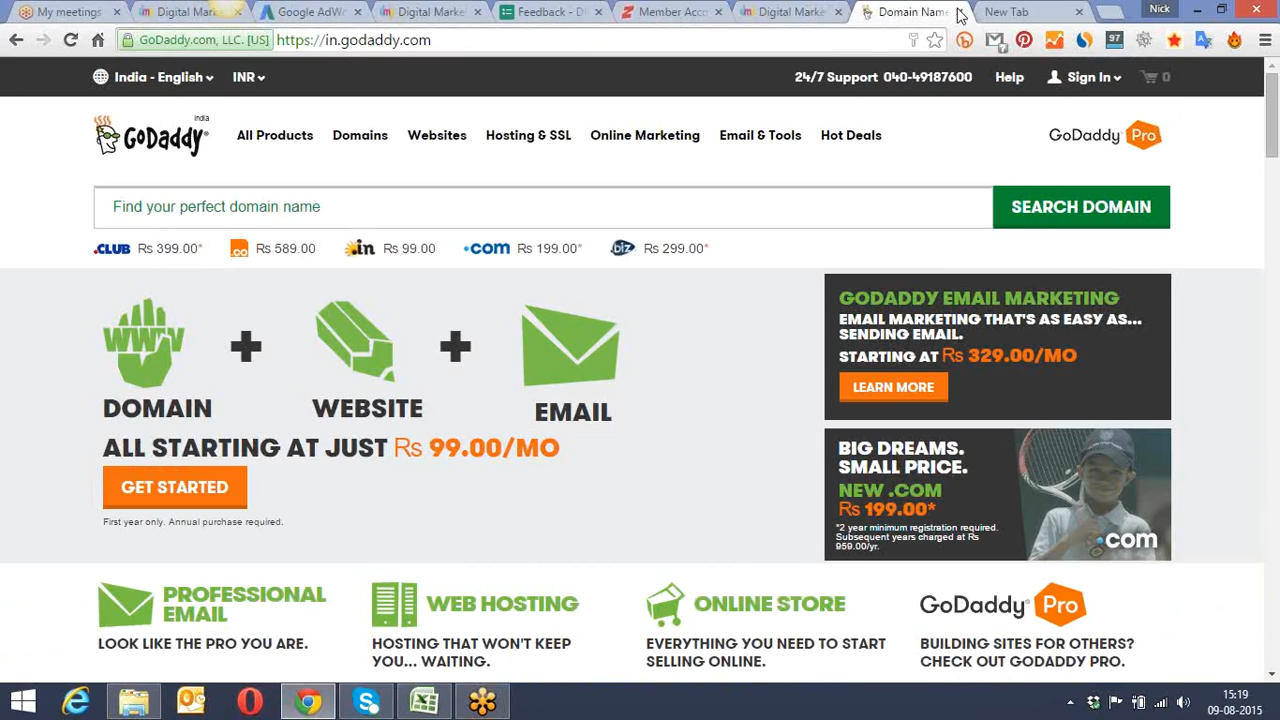 My meetings
Digital Mark
Google AdW
Digital Mark
Feedback - D
Member Acc
Digital Mark
Domain Name
New Tab
Nick
GoDaddy.com, LLC. [US]
https://in.godaddy.com
97
India - English
INR
24/7 Support 040-49187600
Help
Sign In
0
India
GoDaddy
All Products
Domains
Websites
Hosting & SSL
Online Marketing
Email & Tools
Hot Deals
GoDaddy Pro
Find your perfect domain name
SEARCH DOMAIN
.CLUB Rs 399.00*
.co Rs 589.00
.in Rs 99.00
.com Rs 199.00*
.biz Rs 299.00*
WWW
DOMAIN + WEBSITE + EMAIL
ALL STARTING AT JUST Rs 99.00/MO
GET STARTED
First year only. Annual purchase required.
GODADDY EMAIL MARKETING
EMAIL MARKETING THAT'S AS EASY AS...
SENDING EMAIL.
STARTING AT Rs 329.00/MO
LEARN MORE
BIG DREAMS.
SMALL PRICE.
NEW .COM
Rs 199.00*
*2 year minimum registration required.
Subsequent years charged at Rs
959.00/yr.
.com
PROFESSIONAL
EMAIL
LOOK LIKE THE PRO YOU ARE.
WEB HOSTING
HOSTING THAT WON'T KEEP
YOU... WAITING.
ONLINE STORE
EVERYTHING YOU NEED TO START
SELLING ONLINE.
GoDaddy Pro
BUILDING SITES FOR OTHERS?
CHECK OUT GODADDY PRO.
15:19
09-08-2015